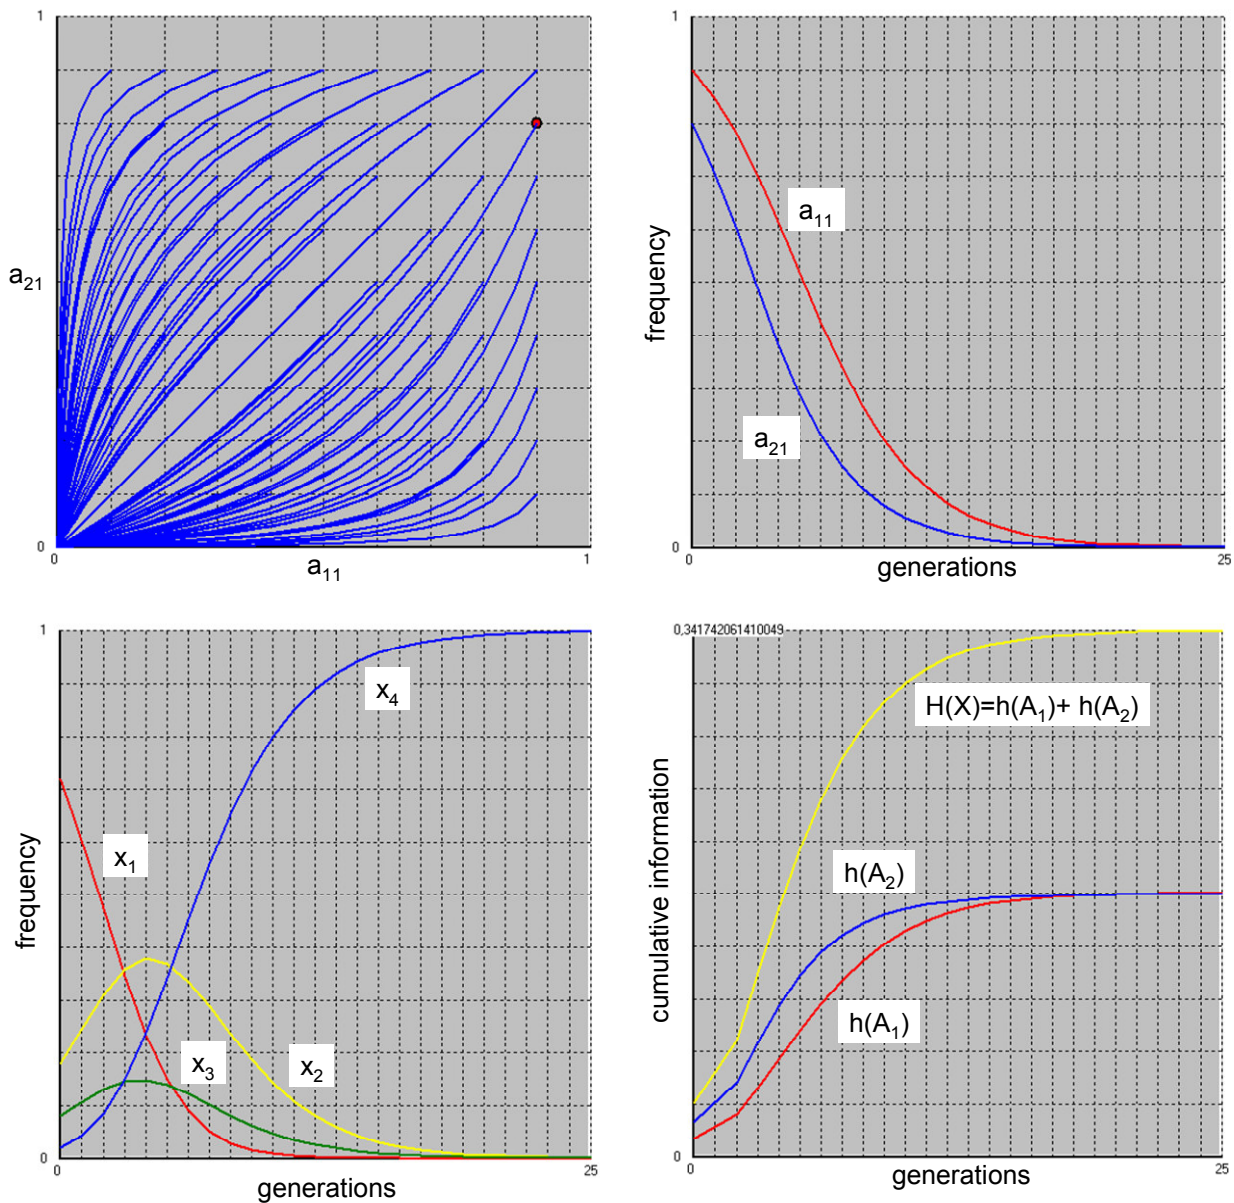 1
a₂₁
0
0
a₁₁
1
1
frequency
a₁₁
a₂₁
0
0
generations
25
1
frequency
x₁
x₄
x₃
x₂
0
0
generations
25
0,341742061410049
cumulative information
H(X)=h(A₁)+ h(A₂)
h(A₂)
h(A₁)
0
0
generations
25